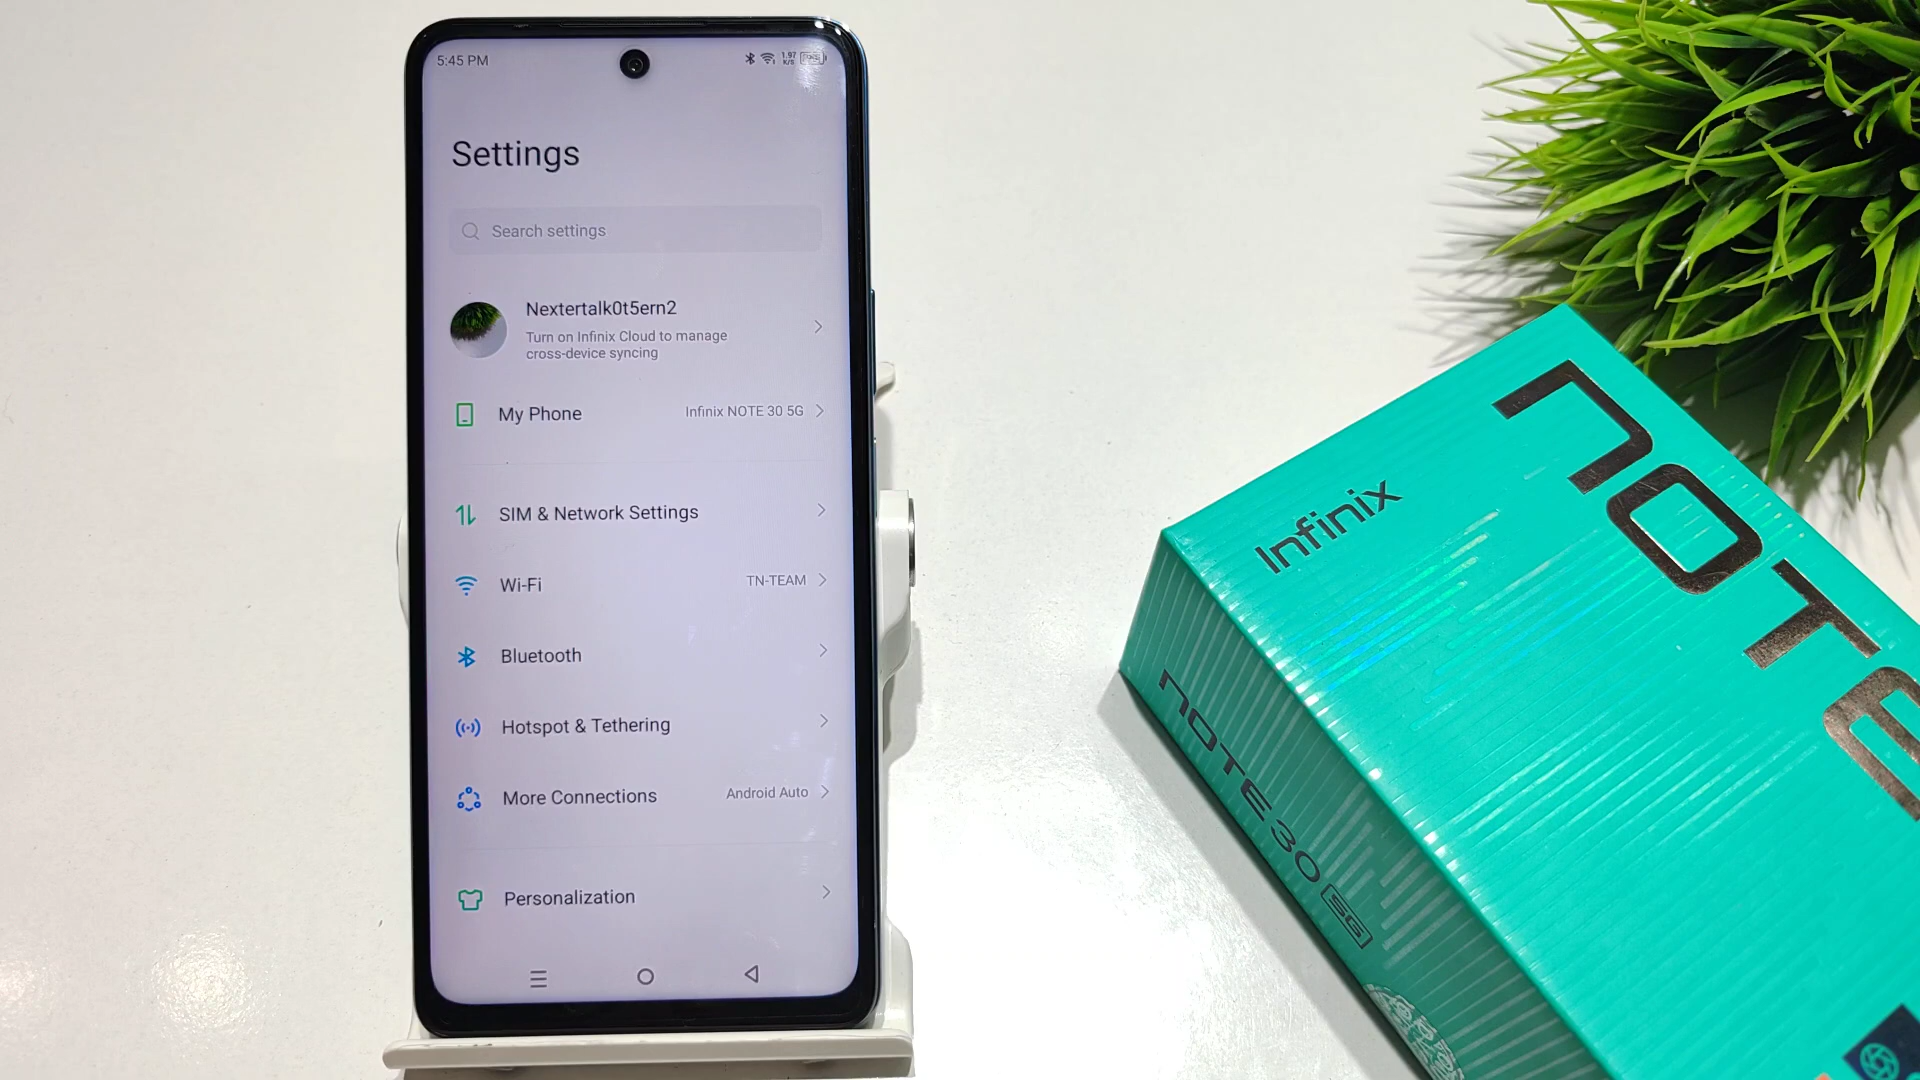 5:45 PM
1.97
K/S
Settings
Search settings
Nextertalk0t5ern2
Turn on Infinix Cloud to manage
cross-device syncing
My Phone
Infinix NOTE 30 5G
SIM & Network Settings
Wi-Fi
TN-TEAM
Bluetooth
Hotspot & Tethering
More Connections
Android Auto
Personalization
Infinix
NOTE
NOTE 30 5G